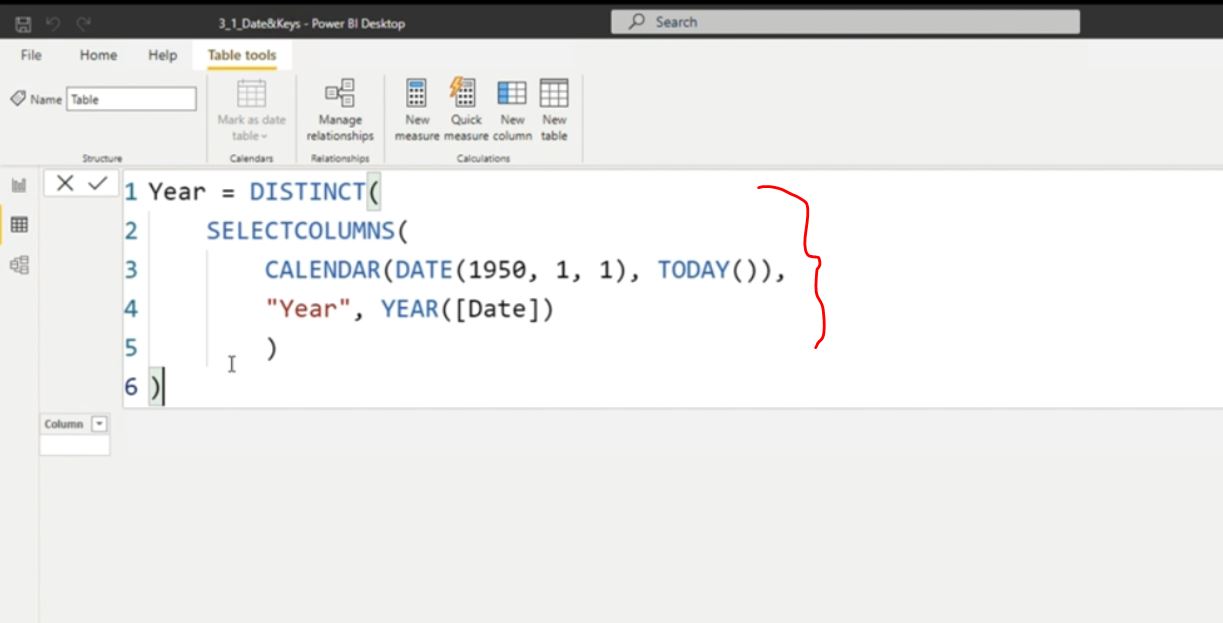 3_1_Date&Keys - Power BI Desktop
Search
File Home Help Table tools
Name Table
Mark as date
table
Manage
relationships
New
measure
Quick
measure
New
column
New
table
Structure
Calendars
Relationships
Calculations
1 Year = DISTINCT(
2 SELECTCOLUMNS(
3 CALENDAR(DATE(1950, 1, 1), TODAY()),
4 "Year", YEAR([Date])
5 )
6 )
Column